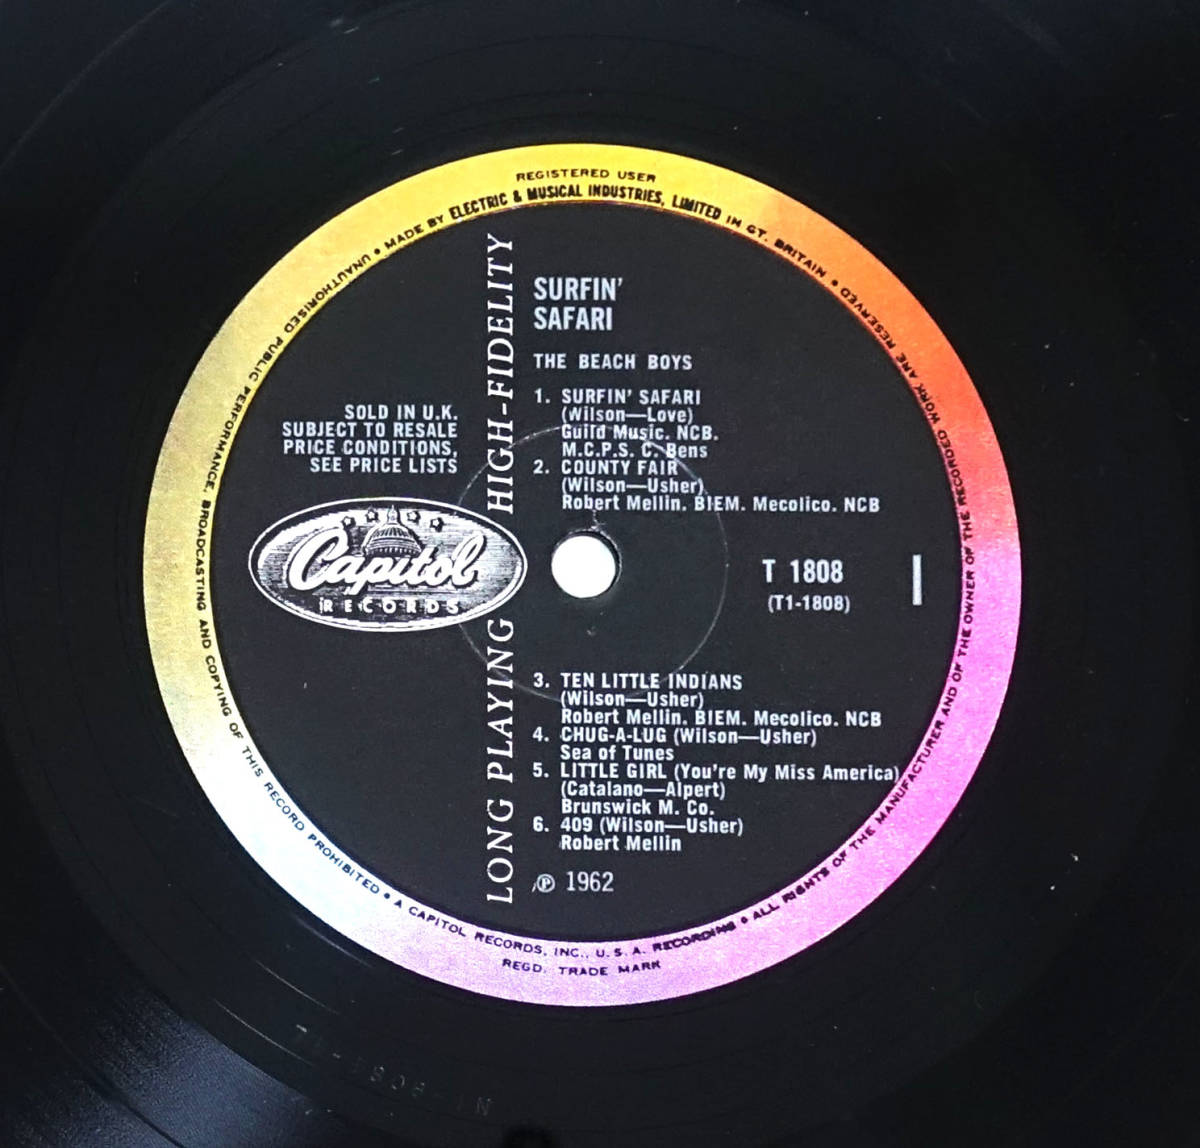 REGISTERED USER
• MADE BY ELECTRIC & MUSICAL INDUSTRIES, LIMITED IN GT. BRITAIN •
ALL RIGHTS OF THE MANUFACTURER AND OF THE OWNER OF THE RECORDED WORK ARE RESERVED
UNAUTHORISED PUBLIC PERFORMANCE, BROADCASTING AND COPYING OF THIS RECORD PROHIBITED •
A CAPITOL RECORDS, INC., U. S. A. RECORDING •
REGD. TRADE MARK
LONG PLAYING HIGH-FIDELITY
SURFIN'
SAFARI
THE BEACH BOYS
1. SURFIN' SAFARI
(Wilson—Love)
Guild Music. NCB.
M.C.P.S. C. Bens
2. COUNTY FAIR
(Wilson—Usher)
Robert Mellin. BIEM. Mecolico. NCB
SOLD IN U.K.
SUBJECT TO RESALE
PRICE CONDITIONS,
SEE PRICE LISTS
Capitol
RECORDS
T 1808
(T1-1808)
1
3. TEN LITTLE INDIANS
(Wilson—Usher)
Robert Mellin. BIEM. Mecolico. NCB
4. CHUG-A-LUG (Wilson—Usher)
Sea of Tunes
5. LITTLE GIRL (You're My Miss America)
(Catalano—Alpert)
Brunswick M. Co.
6. 409 (Wilson—Usher)
Robert Mellin
℗ 1962